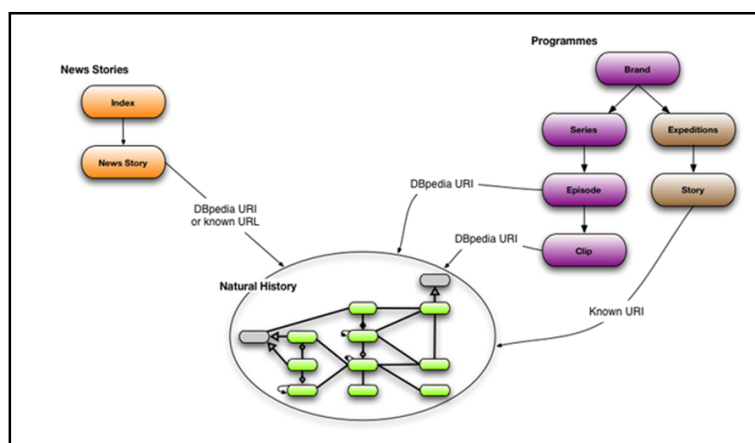 Programmes
News Stories
Brand
Index
Series
Expeditions
News Story
Episode
Story
DBpedia URI
DBpedia URI
or known URL
DBpedia URI
Clip
Natural History
Known URI